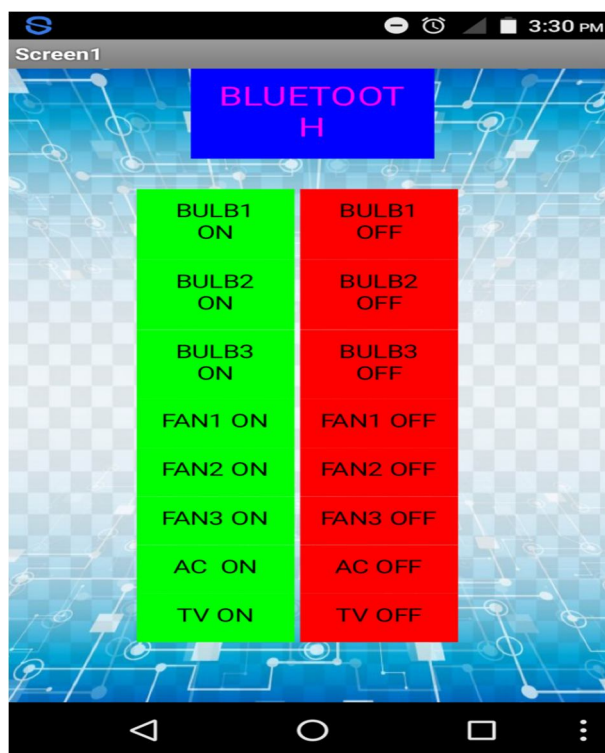 3:30 PM
Screen1
BLUETOOT
H
BULB1
ON
BULB1
OFF
BULB2
ON
BULB2
OFF
BULB3
ON
BULB3
OFF
FAN1 ON
FAN1 OFF
FAN2 ON
FAN2 OFF
FAN3 ON
FAN3 OFF
AC ON
AC OFF
TV ON
TV OFF